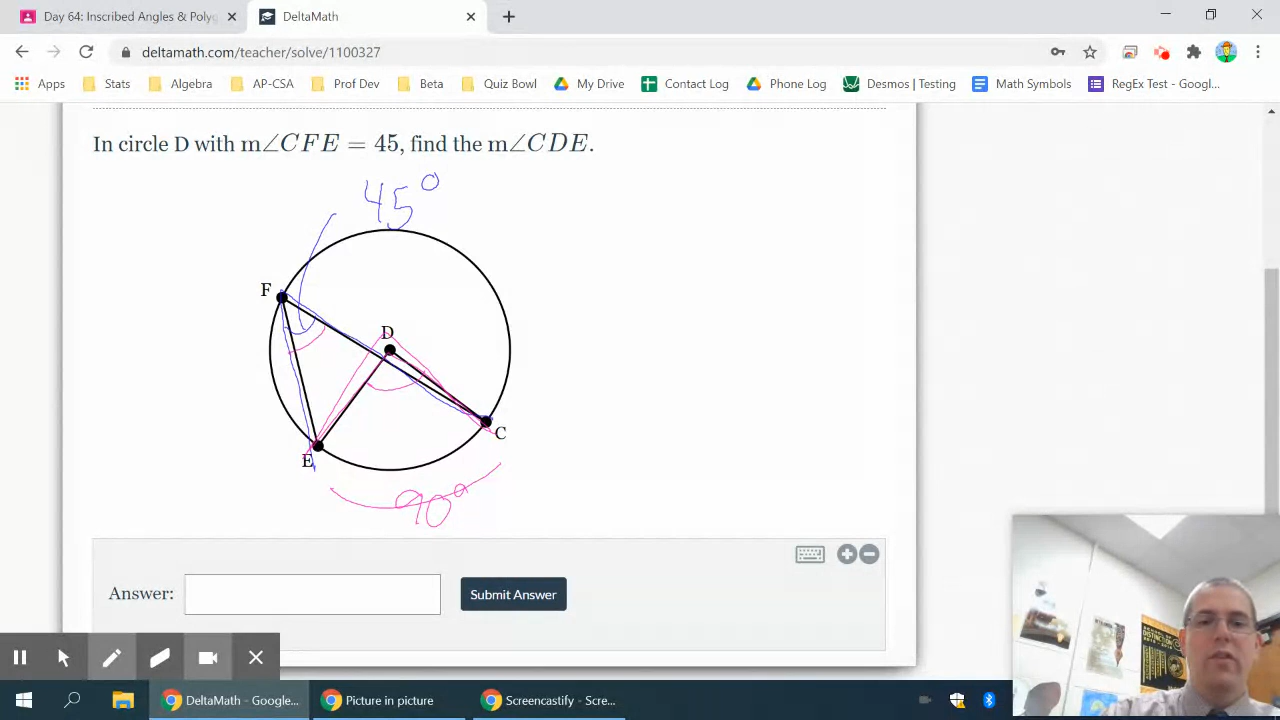 Day 64: Inscribed Angles & Polyg
DeltaMath
deltamath.com/teacher/solve/1100327
Apps Stats Algebra AP-CSA Prof Dev Beta Quiz Bowl My Drive Contact Log Phone Log Desmos | Testing Math Symbols RegEx Test - Googl...
In circle D with m∠CFE = 45, find the m∠CDE.
45°
F
D
C
E
90°
Answer:
Submit Answer
DeltaMath - Google...
Picture in picture
Screencastify - Scre...